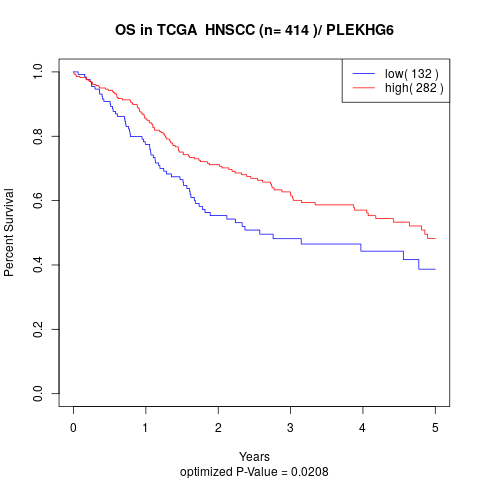 OS in TCGA  HNSCC (n= 414 )/ PLEKHG6
low( 132 )
high( 282 )
Percent Survival
1.0
0.8
0.6
0.4
0.2
0.0
0 1 2 3 4 5
Years
optimized P-Value = 0.0208